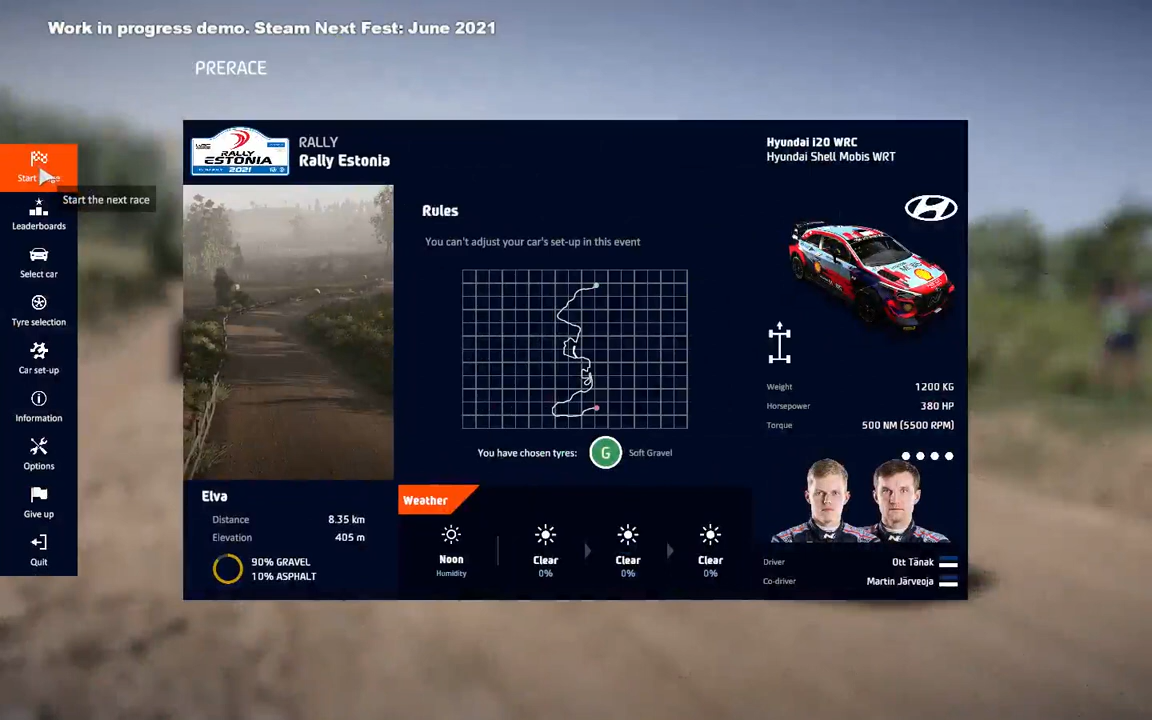 Work in progress demo. Steam Next Fest: June 2021
PRERACE
Start
Start the next race
Leaderboards
Select car
Tyre selection
Car set-up
Information
Options
Give up
Quit
RALLY
ESTONIA
2021
RALLY
Rally Estonia
Hyundai i20 WRC
Hyundai Shell Mobis WRT
Rules
You can't adjust your car's set-up in this event
You have chosen tyres:
G
Soft Gravel
Weight 1200 KG
Horsepower 380 HP
Torque 500 NM (5500 RPM)
Elva
Distance 8.35 km
Elevation 405 m
90% GRAVEL
10% ASPHALT
Weather
Noon
Humidity
Clear
0%
Clear
0%
Clear
0%
Driver Ott Tänak
Co-driver Martin Järveoja